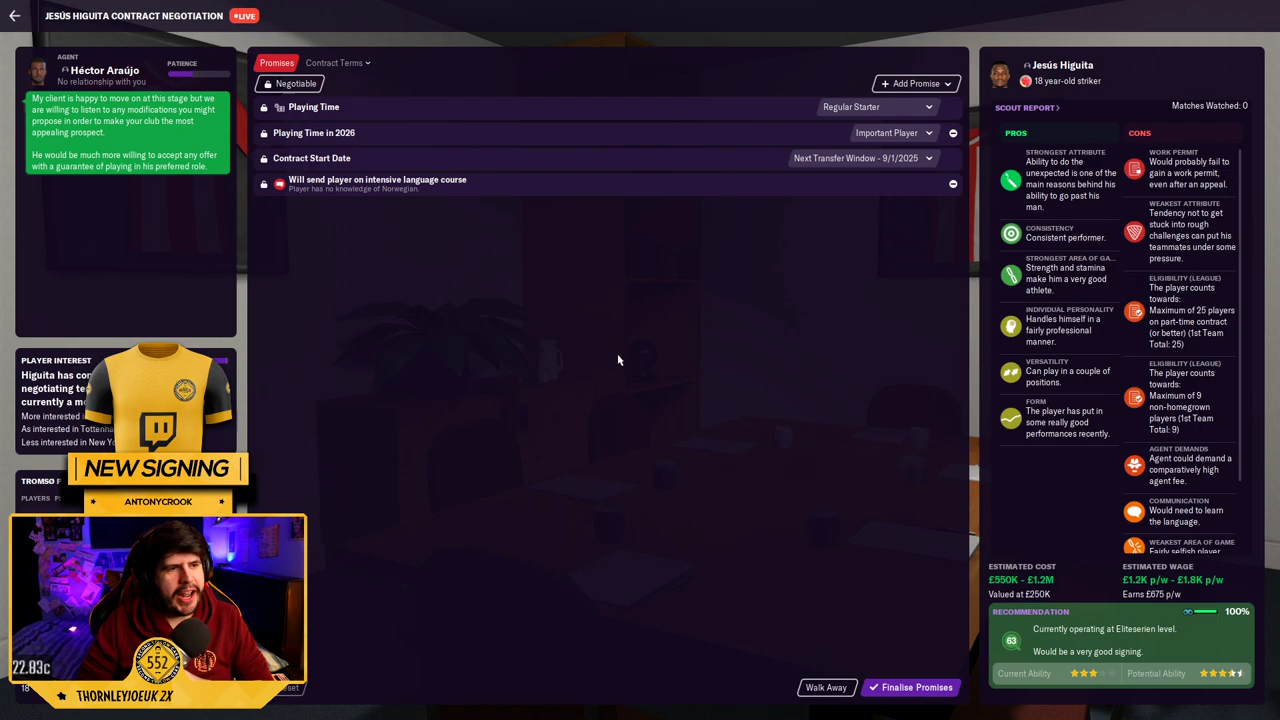 JESÚS HIGUITA CONTRACT NEGOTIATION
LIVE
AGENT
Héctor Araújo
No relationship with you
PATIENCE
My client is happy to move on at this stage but we
are willing to listen to any modifications you might
propose in order to make your club the most
appealing prospect.
He would be much more willing to accept any offer
with a guarantee of playing in his preferred role.
PLAYER INTEREST
Higuita has con
negotiating te
currently a m
More interested i
As interested in Tottenha
Less interested in New Yo
TROMSØ F
PLAYERS
NEW SIGNING
ANTONYCROOK
22.83c
552
THORNLEYJOEUK 2X
18
eset
Promises
Contract Terms
Negotiable
+ Add Promise
Playing Time
Regular Starter
Playing Time in 2026
Important Player
Contract Start Date
Next Transfer Window - 9/1/2025
Will send player on intensive language course
Player has no knowledge of Norwegian.
Walk Away
Finalise Promises
Jesús Higuita
18 year-old striker
SCOUT REPORT >
Matches Watched: 0
PROS
STRONGEST ATTRIBUTE
Ability to do the
unexpected is one of the
main reasons behind his
ability to go past his
man.
CONSISTENCY
Consistent performer.
STRONGEST AREA OF GA...
Strength and stamina
make him a very good
athlete.
INDIVIDUAL PERSONALITY
Handles himself in a
fairly professional
manner.
VERSATILITY
Can play in a couple of
positions.
FORM
The player has put in
some really good
performances recently.
CONS
WORK PERMIT
Would probably fail to
gain a work permit,
even after an appeal.
WEAKEST ATTRIBUTE
Tendency not to get
stuck into rough
challenges can put his
teammates under some
pressure.
ELIGIBILITY (LEAGUE)
The player counts
towards:
Maximum of 25 players
on part-time contract
(or better) (1st Team
Total: 25)
ELIGIBILITY (LEAGUE)
The player counts
towards:
Maximum of 9
non-homegrown
players (1st Team
Total: 9)
AGENT DEMANDS
Agent could demand a
comparatively high
agent fee.
COMMUNICATION
Would need to learn
the language.
WEAKEST AREA OF GAME
Fairly selfish player
ESTIMATED COST
£550K - £1.2M
Valued at £250K
ESTIMATED WAGE
£1.2K p/w - £1.8K p/w
Earns £675 p/w
RECOMMENDATION
100%
63
Currently operating at Eliteserien level.
Would be a very good signing.
Current Ability
Potential Ability